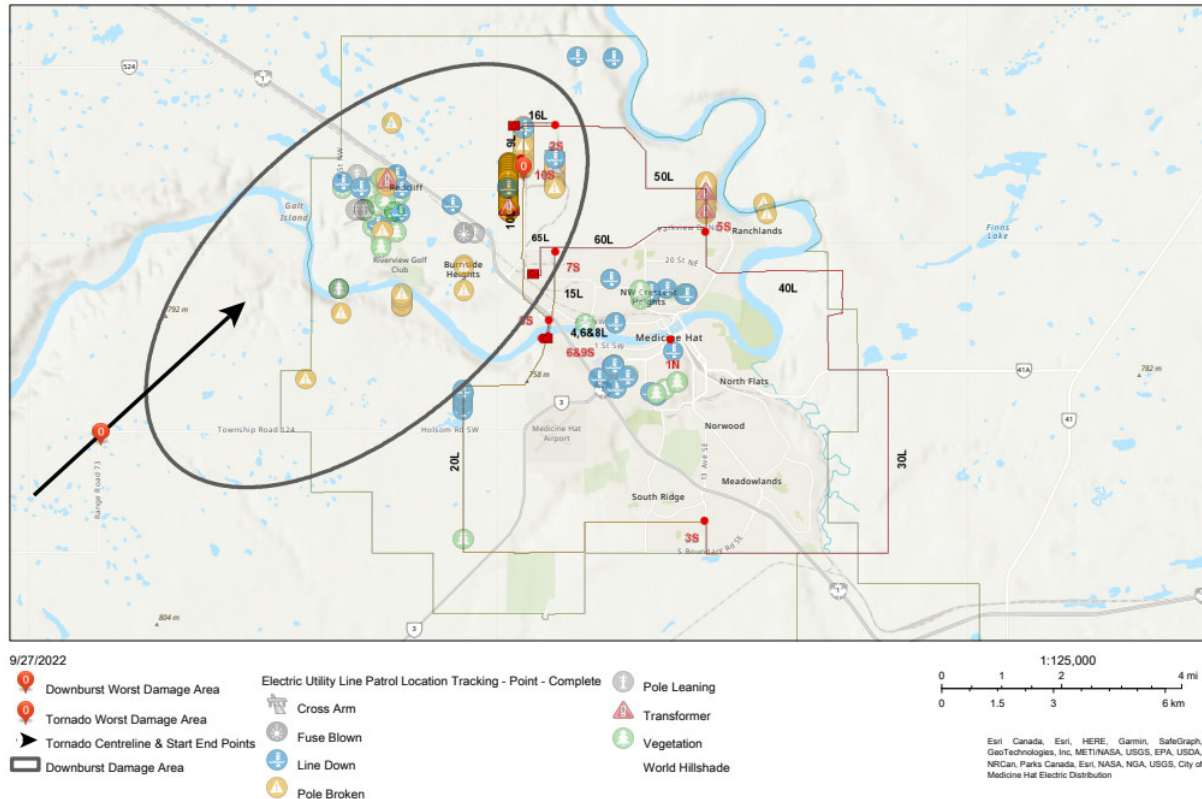 524
1
16L
9L
St NW
2S
10S
Redcliff
50L
Galt
Island
10L
Ranchlands
5S
65L
60L
Finns
Lake
Riverview Golf
Club
Burnside
Heights
20 St NE
7S
40L
NW Crescent
Heights
15L
792 m
4,6&8L
Medicine Hat
1 St SW
6&9S
1N
758 m
782 m
North Flats
41A
3
41
Township Road 124
Holsom Rd SW
Medicine Hat
Airport
Norwood
20L
13 Ave SE
30L
Range Road 73
Meadowlands
South Ridge
3S
S Boundary Rd SE
1
804 m
3
9/27/2022
0 Downburst Worst Damage Area
0 Tornado Worst Damage Area
Tornado Centreline & Start End Points
Downburst Damage Area
Electric Utility Line Patrol Location Tracking - Point - Complete
Cross Arm
Fuse Blown
Line Down
Pole Broken
Pole Leaning
Transformer
Vegetation
World Hillshade
1:125,000
0 1 2 4 mi
0 1.5 3 6 km
Esri Canada, Esri, HERE, Garmin, SafeGraph,
GeoTechnologies, Inc, METI/NASA, USGS, EPA, USDA,
NRCan, Parks Canada, Esri, NASA, NGA, USGS, City of
Medicine Hat Electric Distribution